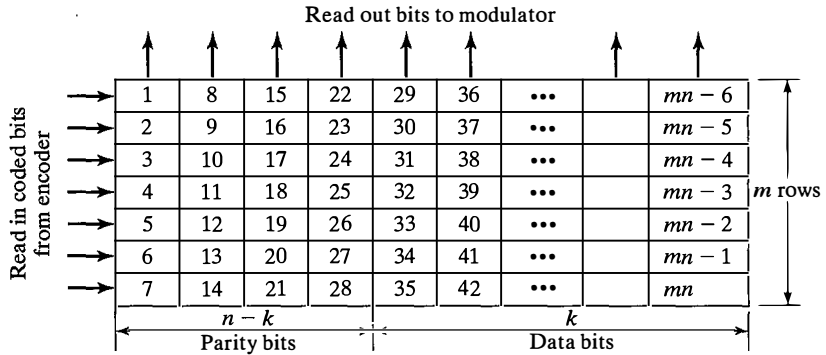 Read out bits to modulator
Read in coded bits
from encoder
1 8 15 22 29 36 ••• mn − 6
2 9 16 23 30 37 ••• mn − 5
3 10 17 24 31 38 ••• mn − 4
4 11 18 25 32 39 ••• mn − 3
5 12 19 26 33 40 ••• mn − 2
6 13 20 27 34 41 ••• mn − 1
7 14 21 28 35 42 ••• mn
m rows
n − k k
Parity bits Data bits